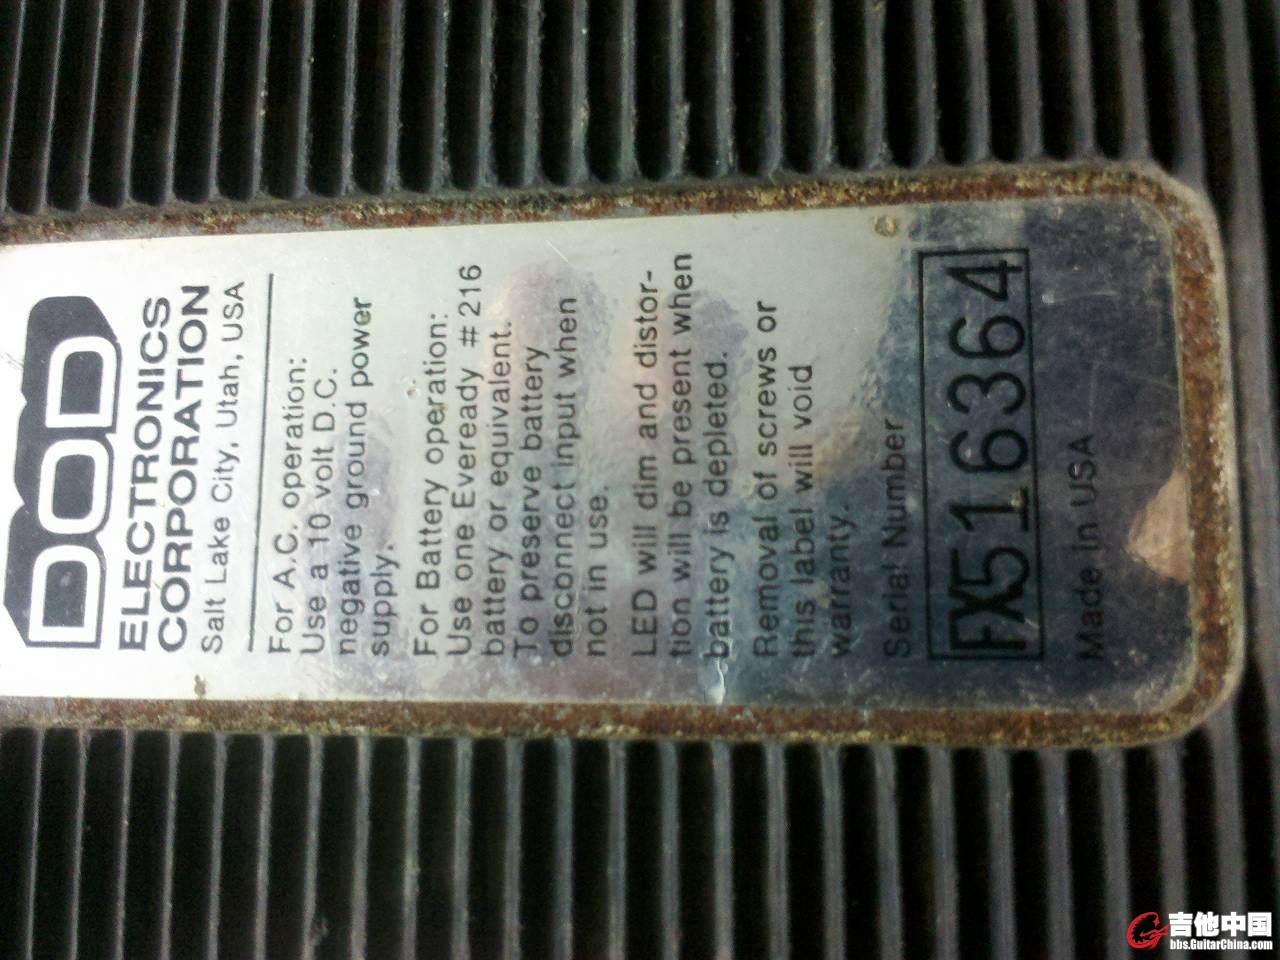 DOD
ELECTRONICS
CORPORATION
Salt Lake City, Utah, USA
For A.C. operation:
Use a 10 volt D.C.
negative ground power
supply.
For Battery operation:
Use one Eveready # 216
battery or equivalent.
To preserve battery
disconnect input when
not in use.
LED will dim and distor-
tion will be present when
battery is depleted.
Removal of screws or
this label will void
warranty.
Serial Number
FX516364
Made in USA
吉他中国
bbs.GuitarChina.com